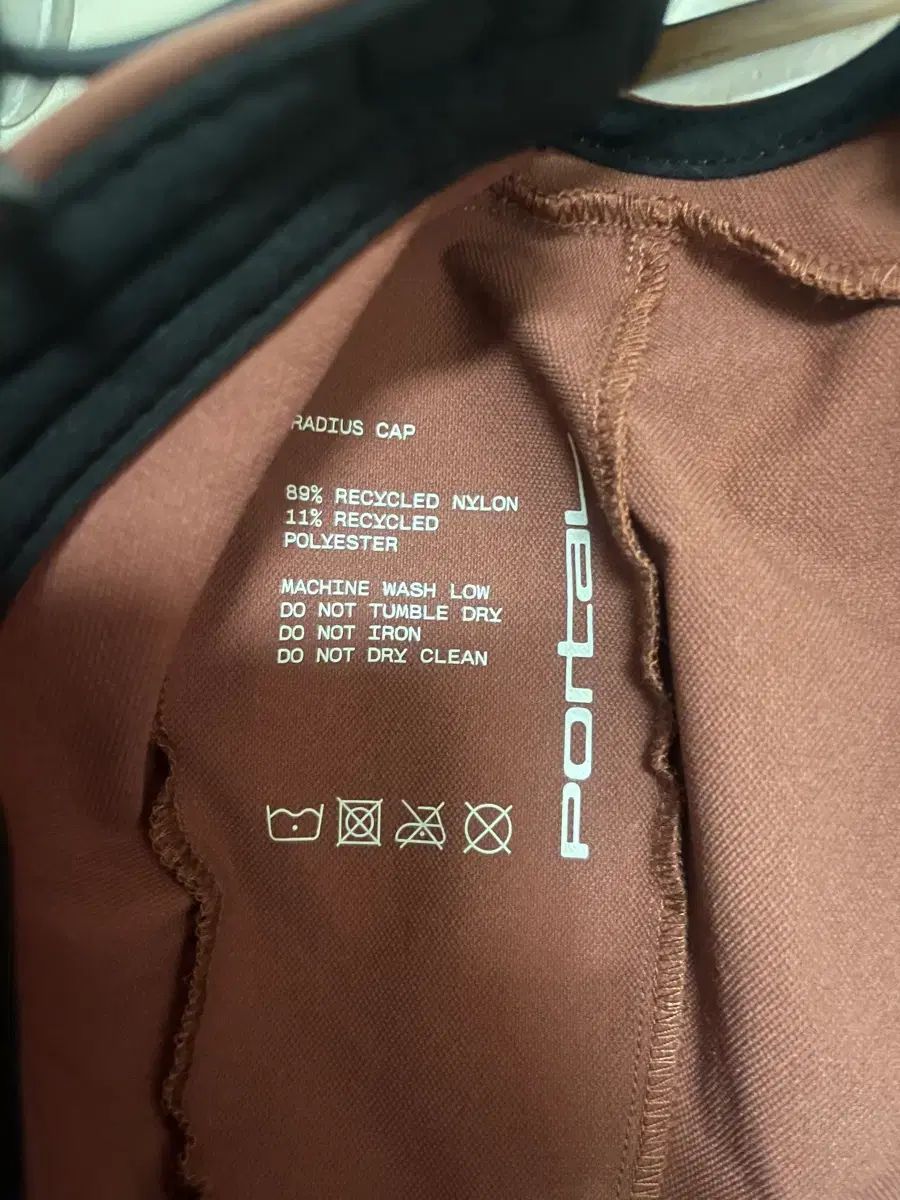 RADIUS CAP
89% RECYCLED NYLON
11% RECYCLED
POLYESTER
MACHINE WASH LOW
DO NOT TUMBLE DRY
DO NOT IRON
DO NOT DRY CLEAN
portal